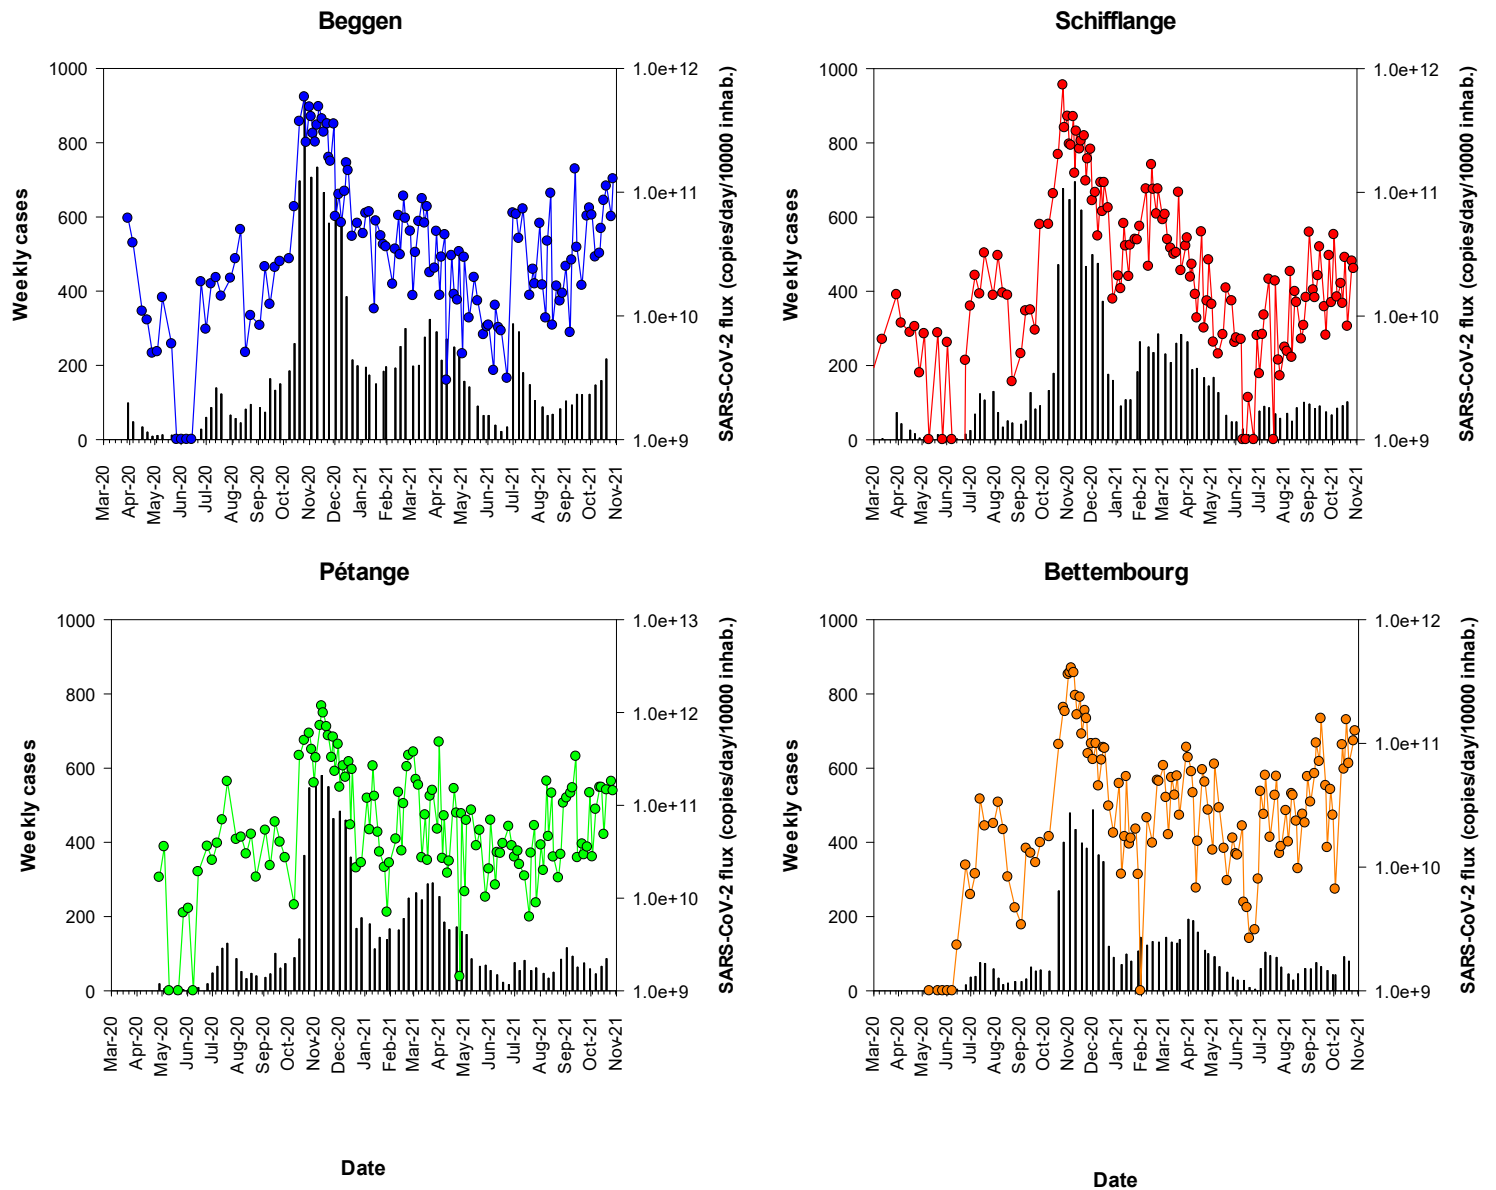 Beggen
Weekly cases
1000
800
600
400
200
0
1.0e+12
1.0e+11
1.0e+10
1.0e+9
SARS-CoV-2 flux (copies/day/10000 inhab.)
Mar-20
Apr-20
May-20
Jun-20
Jul-20
Aug-20
Sep-20
Oct-20
Nov-20
Dec-20
Jan-21
Feb-21
Mar-21
Apr-21
May-21
Jun-21
Jul-21
Aug-21
Sep-21
Oct-21
Nov-21
Schifflange
Weekly cases
1000
800
600
400
200
0
1.0e+12
1.0e+11
1.0e+10
1.0e+9
SARS-CoV-2 flux (copies/day/10000 inhab.)
Mar-20
Apr-20
May-20
Jun-20
Jul-20
Aug-20
Sep-20
Oct-20
Nov-20
Dec-20
Jan-21
Feb-21
Mar-21
Apr-21
May-21
Jun-21
Jul-21
Aug-21
Sep-21
Oct-21
Nov-21
Pétange
Weekly cases
1000
800
600
400
200
0
1.0e+13
1.0e+12
1.0e+11
1.0e+10
1.0e+9
SARS-CoV-2 flux (copies/day/10000 inhab.)
Mar-20
Apr-20
May-20
Jun-20
Jul-20
Aug-20
Sep-20
Oct-20
Nov-20
Dec-20
Jan-21
Feb-21
Mar-21
Apr-21
May-21
Jun-21
Jul-21
Aug-21
Sep-21
Oct-21
Nov-21
Date
Bettembourg
Weekly cases
1000
800
600
400
200
0
1.0e+12
1.0e+11
1.0e+10
1.0e+9
SARS-CoV-2 flux (copies/day/10000 inhab.)
Mar-20
Apr-20
May-20
Jun-20
Jul-20
Aug-20
Sep-20
Oct-20
Nov-20
Dec-20
Jan-21
Feb-21
Mar-21
Apr-21
May-21
Jun-21
Jul-21
Aug-21
Sep-21
Oct-21
Nov-21
Date